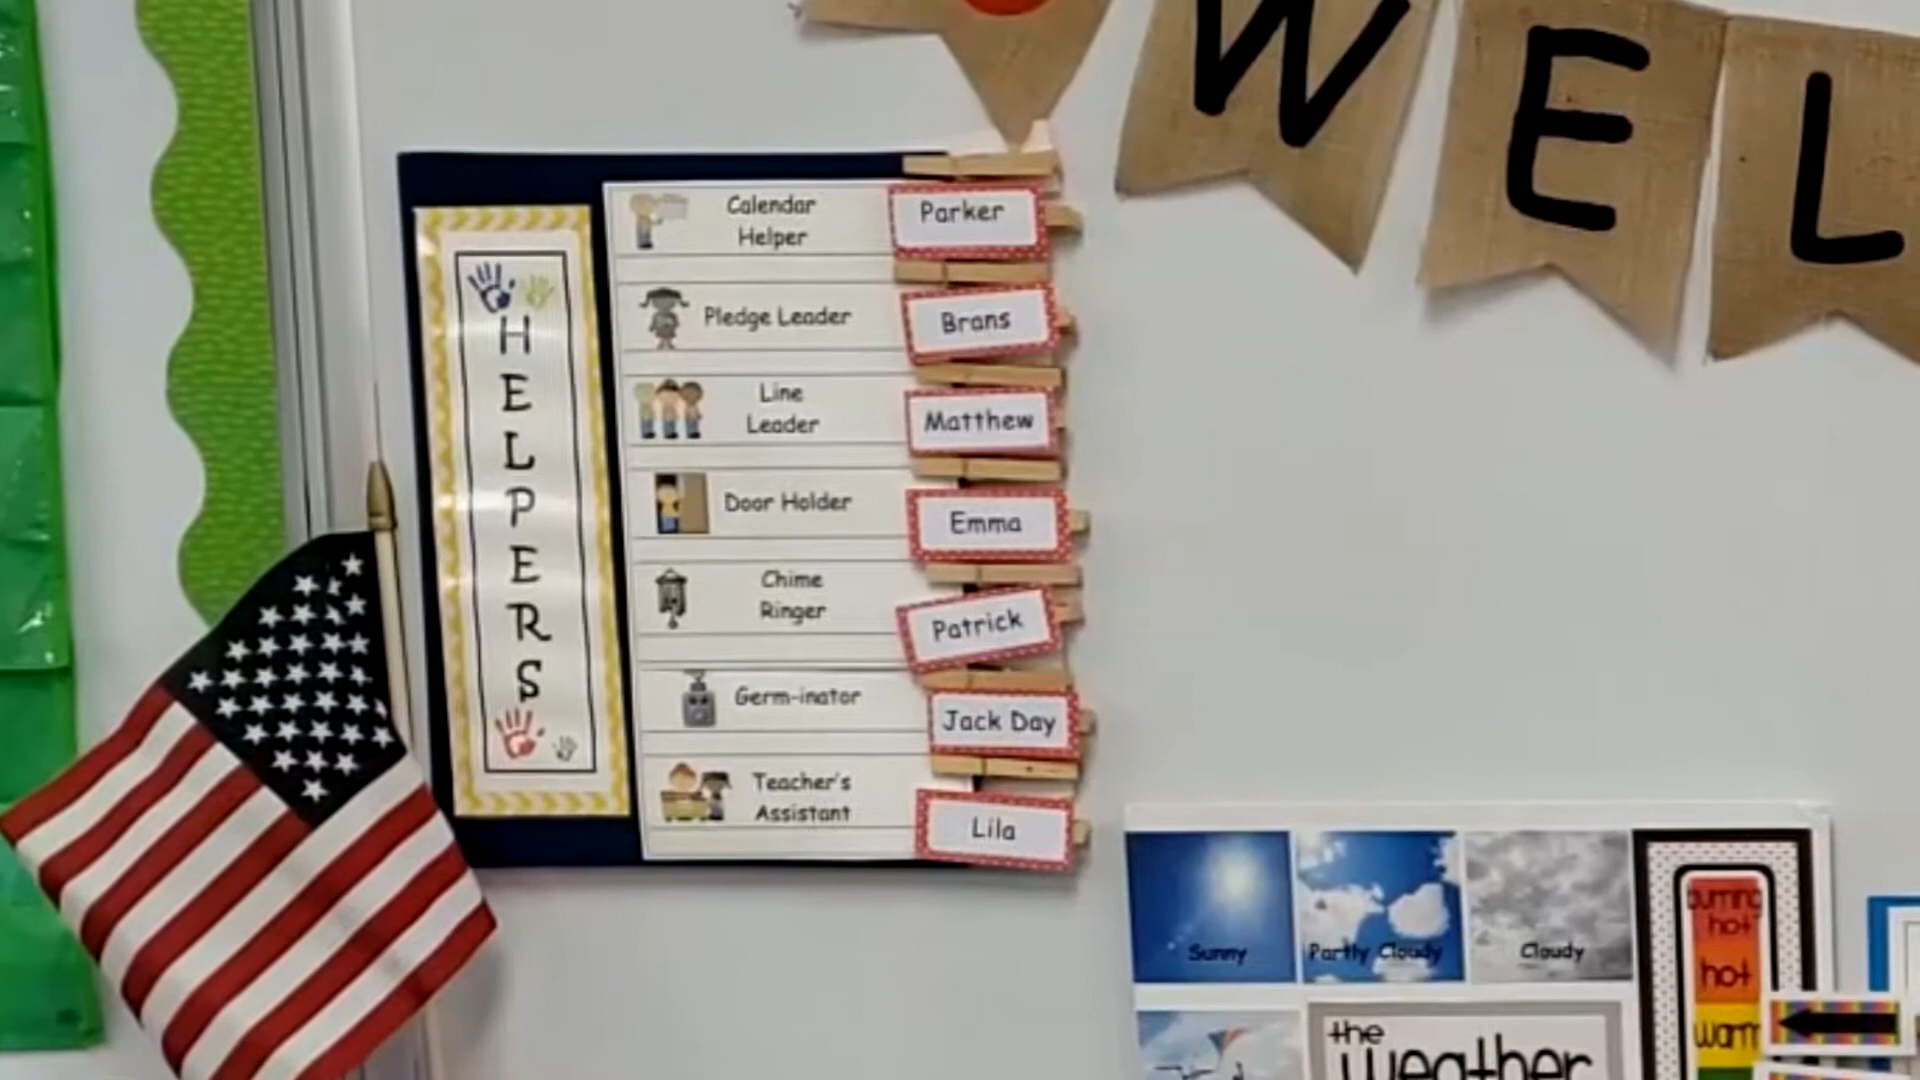 WEL
HELPERS
Calendar
Helper
Parker
Pledge Leader
Brans
Line
Leader
Matthew
Door Holder
Emma
Chime
Ringer
Patrick
Germ-inator
Jack Day
Teacher's
Assistant
Lila
Sunny
Partly Cloudy
Cloudy
burning
hot
hot
warm
the
weather